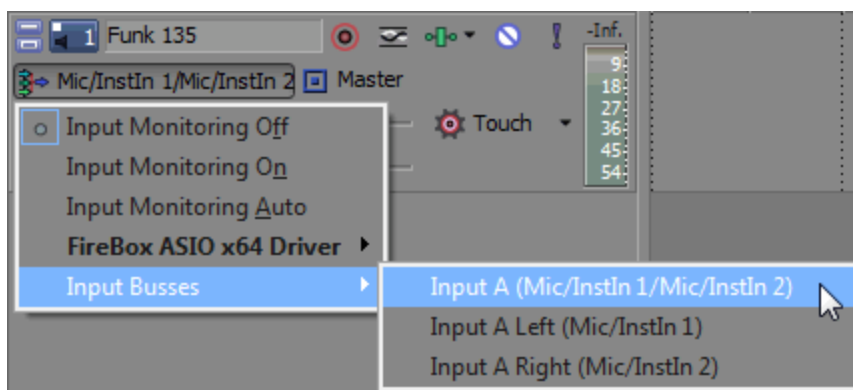 1 Funk 135 -Inf.
Mic/InstIn 1/Mic/InstIn 2 Master
9
18
27
36
45
54
Touch
Input Monitoring Off
Input Monitoring On
Input Monitoring Auto
FireBox ASIO x64 Driver
Input Busses
Input A (Mic/InstIn 1/Mic/InstIn 2)
Input A Left (Mic/InstIn 1)
Input A Right (Mic/InstIn 2)